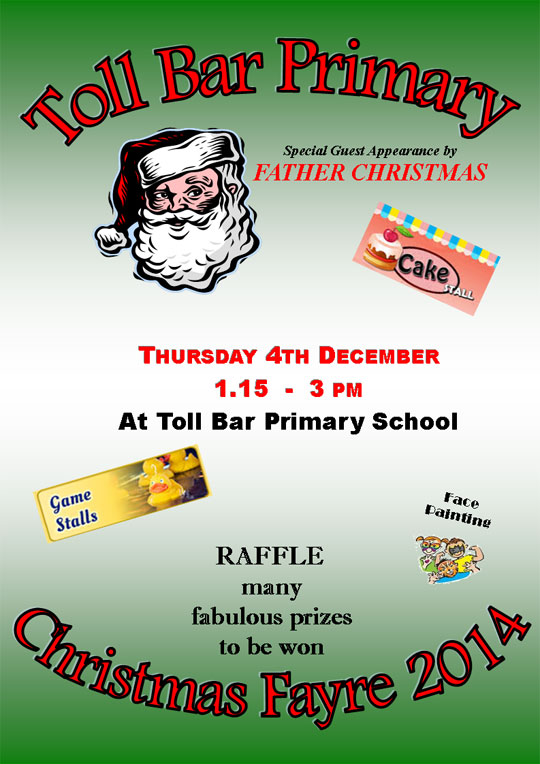 Toll Bar Primary
Special Guest Appearance by
FATHER CHRISTMAS
Cake
STALL
THURSDAY 4TH DECEMBER
1.15 - 3 PM
At Toll Bar Primary School
Game
Stalls
Face
Painting
RAFFLE
many
fabulous prizes
to be won
Christmas Fayre 2014